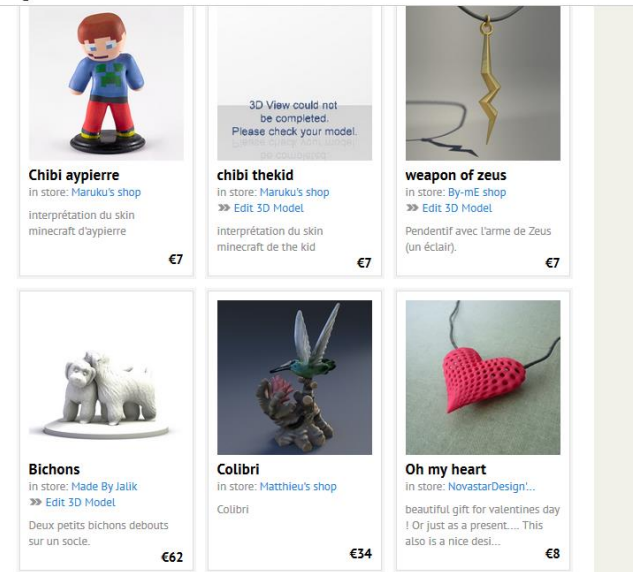 3D View could not
be completed.
Please check your model.
Chibi aypierre
in store: Maruku's shop
interprétation du skin
minecraft d'aypierre
€7
chibi thekid
in store: Maruku's shop
Edit 3D Model
interprétation du skin
minecraft de the kid
€7
weapon of zeus
in store: By-mE shop
Edit 3D Model
Pendentif avec l'arme de Zeus
(un éclair).
€7
Bichons
in store: Made By Jalik
Edit 3D Model
Deux petits bichons debouts
sur un socle.
€62
Colibri
in store: Matthieu's shop
Colibri
€34
Oh my heart
in store: NovastarDesign'...
beautiful gift for valentines day
! Or just as a present.... This
also is a nice desi...
€8